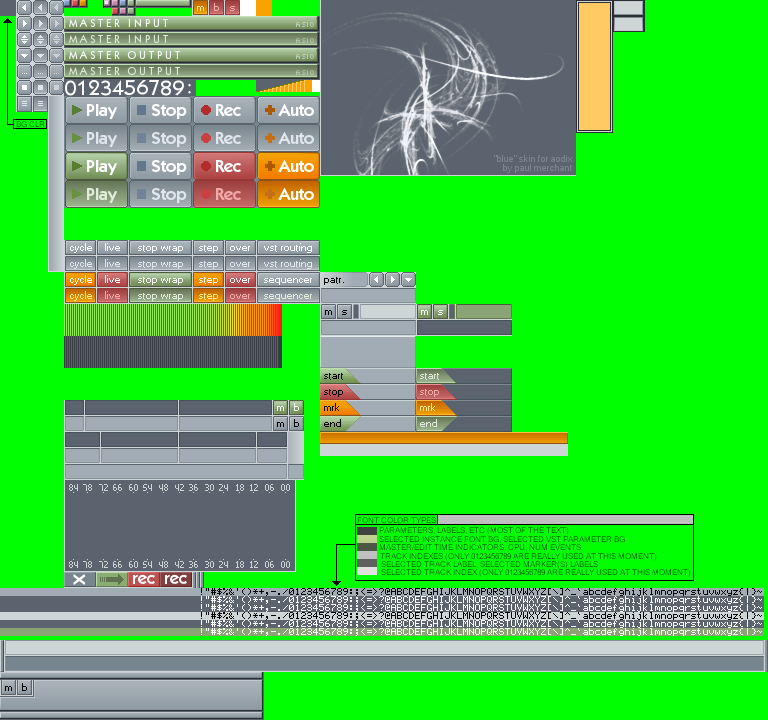 m b s
MASTER INPUT ASIO
MASTER INPUT ASIO
MASTER OUTPUT ASIO
MASTER OUTPUT ASIO
0123456789:
BG CLR
Play Stop Rec Auto
Play Stop Rec Auto
Play Stop Rec Auto
Play Stop Rec Auto
"blue" skin for aodix
by paul merchant
cycle live stop wrap step over vst routing
cycle live stop wrap step over vst routing
cycle live stop wrap step over sequencer
cycle live stop wrap step over sequencer
patr.
m s m s
start start
stop stop
mrk mrk
end end
m b
m b
84 78 72 66 60 54 48 42 36 30 24 18 12 06 00
84 78 72 66 60 54 48 42 36 30 24 18 12 06 00
FONT COLOR TYPES
PARAMETERS, LABELS, ETC (MOST OF THE TEXT)
SELECTED INSTANCE FONT BG, SELECTED VST PARAMETER BG
MASTER/EDIT TIME INDICATORS, CPU, NUM EVENTS
TRACK INDEXES (ONLY 0123456789 ARE REALLY USED AT THIS MOMENT)
SELECTED TRACK LABEL, SELECTED MARKER(S) LABELS
SELECTED TRACK INDEX (ONLY 0123456789 ARE REALLY USED AT THIS MOMENT)
rec rec
!"#$%&'()*+,-./0123456789:;<=>?@ABCDEFGHIJKLMNOPQRSTUVWXYZ[\]^_`abcdefghijklmnopqrstuvwxyz{|}~
!"#$%&'()*+,-./0123456789:;<=>?@ABCDEFGHIJKLMNOPQRSTUVWXYZ[\]^_`abcdefghijklmnopqrstuvwxyz{|}~
!"#$%&'()*+,-./0123456789:;<=>?@ABCDEFGHIJKLMNOPQRSTUVWXYZ[\]^_`abcdefghijklmnopqrstuvwxyz{|}~
!"#$%&'()*+,-./0123456789:;<=>?@ABCDEFGHIJKLMNOPQRSTUVWXYZ[\]^_`abcdefghijklmnopqrstuvwxyz{|}~
!"#$%&'()*+,-./0123456789:;<=>?@ABCDEFGHIJKLMNOPQRSTUVWXYZ[\]^_`abcdefghijklmnopqrstuvwxyz{|}~
!"#$%&'()*+,-./0123456789:;<=>?@ABCDEFGHIJKLMNOPQRSTUVWXYZ[\]^_`abcdefghijklmnopqrstuvwxyz{|}~
m b